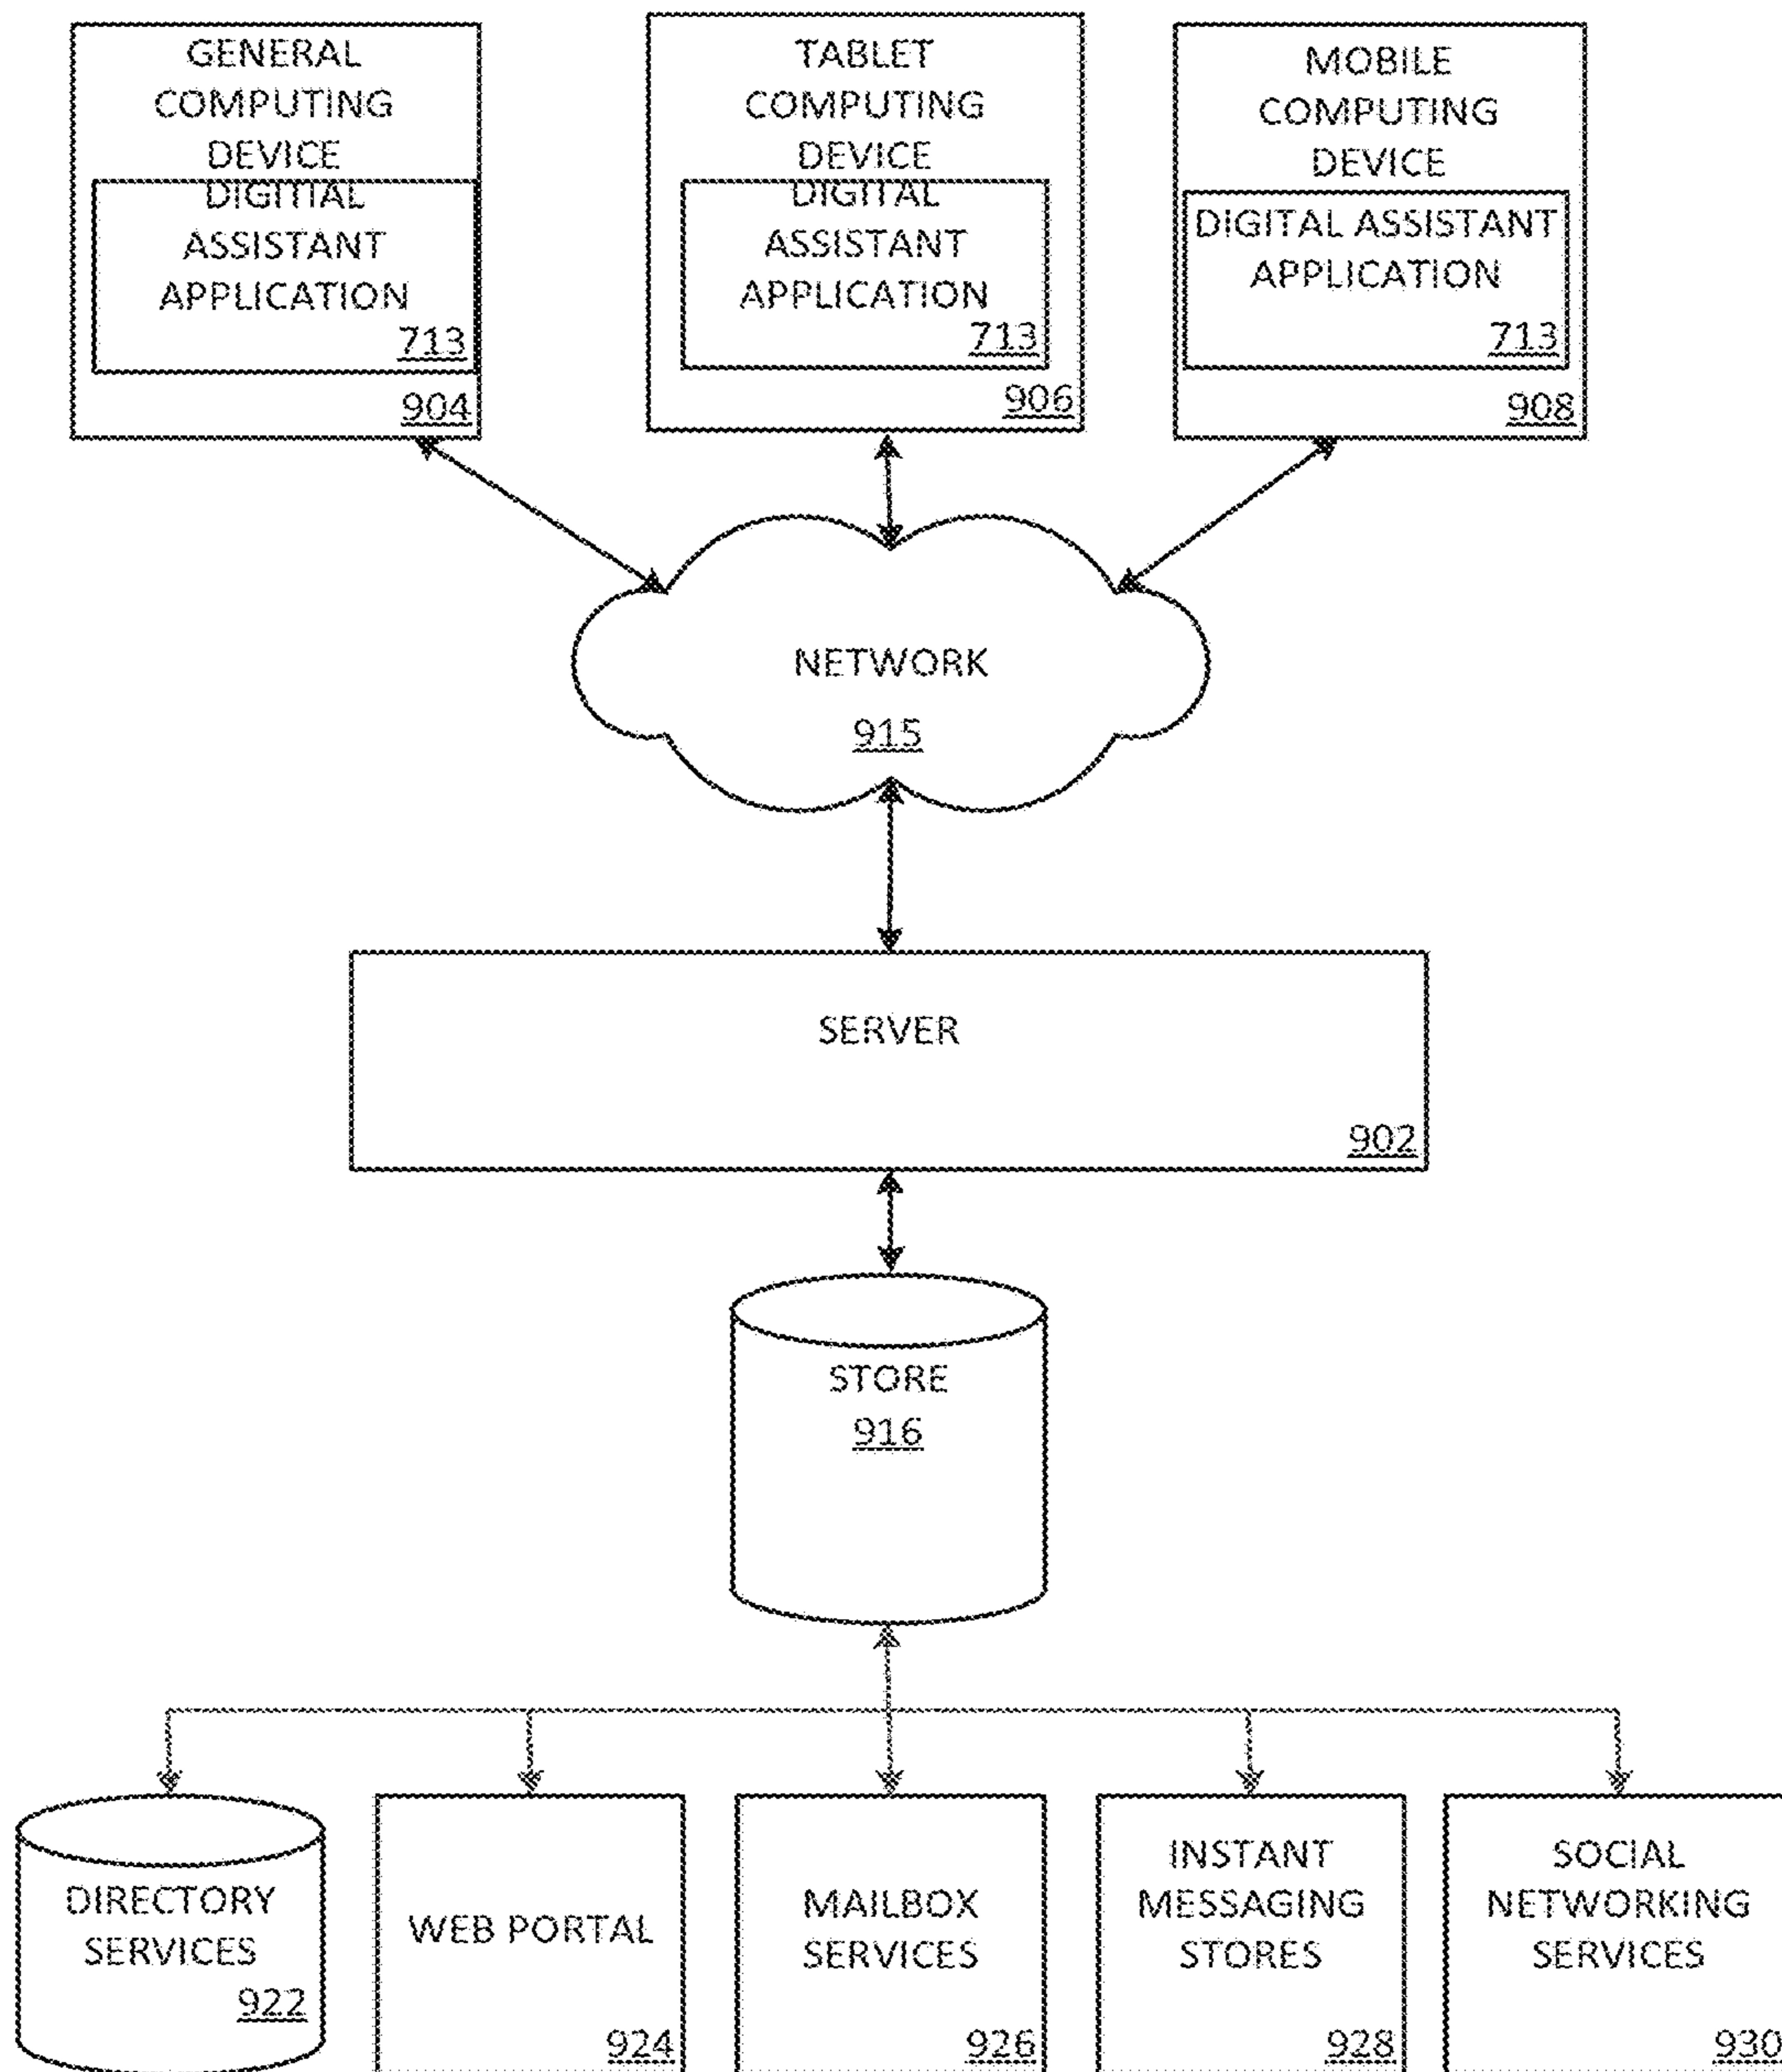 GENERAL
COMPUTING
DEVICE
DIGITIAL
ASSISTANT
APPLICATION
713
904
TABLET
COMPUTING
DEVICE
DIGITAL
ASSISTANT
APPLICATION
713
906
MOBILE
COMPUTING
DEVICE
DIGITAL ASSISTANT
APPLICATION
713
908
NETWORK
915
SERVER
902
STORE
916
DIRECTORY
SERVICES
922
WEB PORTAL
924
MAILBOX
SERVICES
926
INSTANT
MESSAGING
STORES
928
SOCIAL
NETWORKING
SERVICES
930